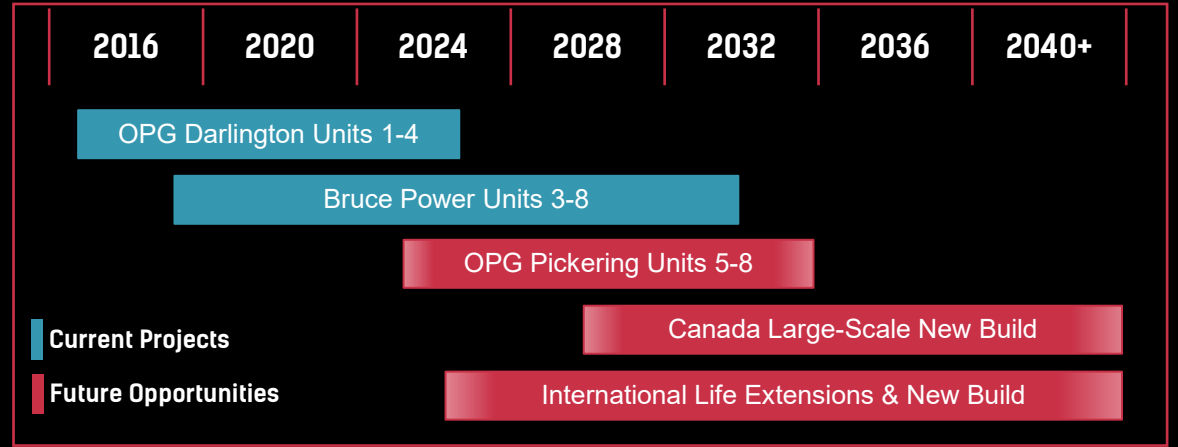 2016 2020 2024 2028 2032 2036 2040+
OPG Darlington Units 1-4
Bruce Power Units 3-8
OPG Pickering Units 5-8
Canada Large-Scale New Build
International Life Extensions & New Build
Current Projects
Future Opportunities